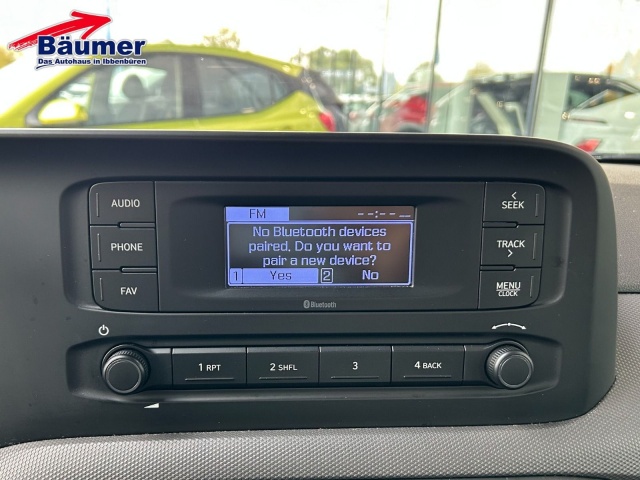 Bäumer
Das Autohaus in Ibbenbüren
AUDIO
PHONE
FAV
FM
--:--
No Bluetooth devices
paired. Do you want to
pair a new device?
1 Yes 2 No
Bluetooth
< SEEK
TRACK >
MENU
CLOCK
1 RPT
2 SHFL
3
4 BACK